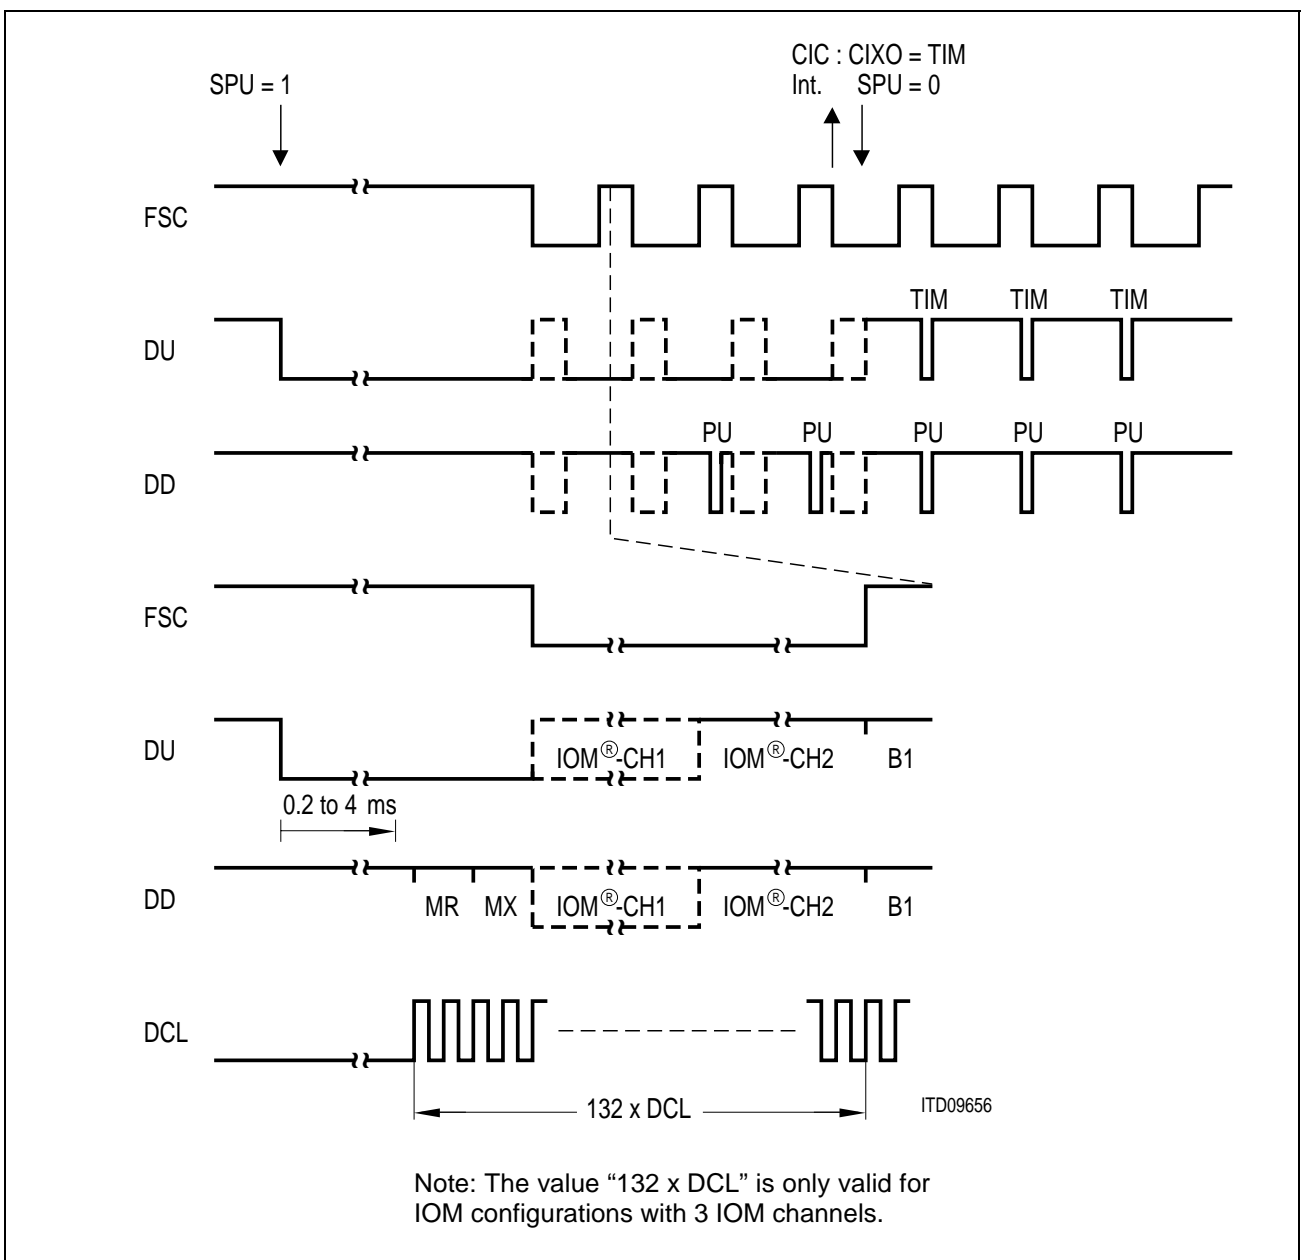 CIC : CIXO = TIM
SPU = 1
Int. SPU = 0
FSC
TIM TIM TIM
DU
PU PU PU PU PU
DD
FSC
DU
IOM®-CH1 IOM®-CH2 B1
0.2 to 4 ms
DD
MR MX IOM®-CH1 IOM®-CH2 B1
DCL
132 x DCL
ITD09656
Note: The value “132 x DCL” is only valid for
IOM configurations with 3 IOM channels.